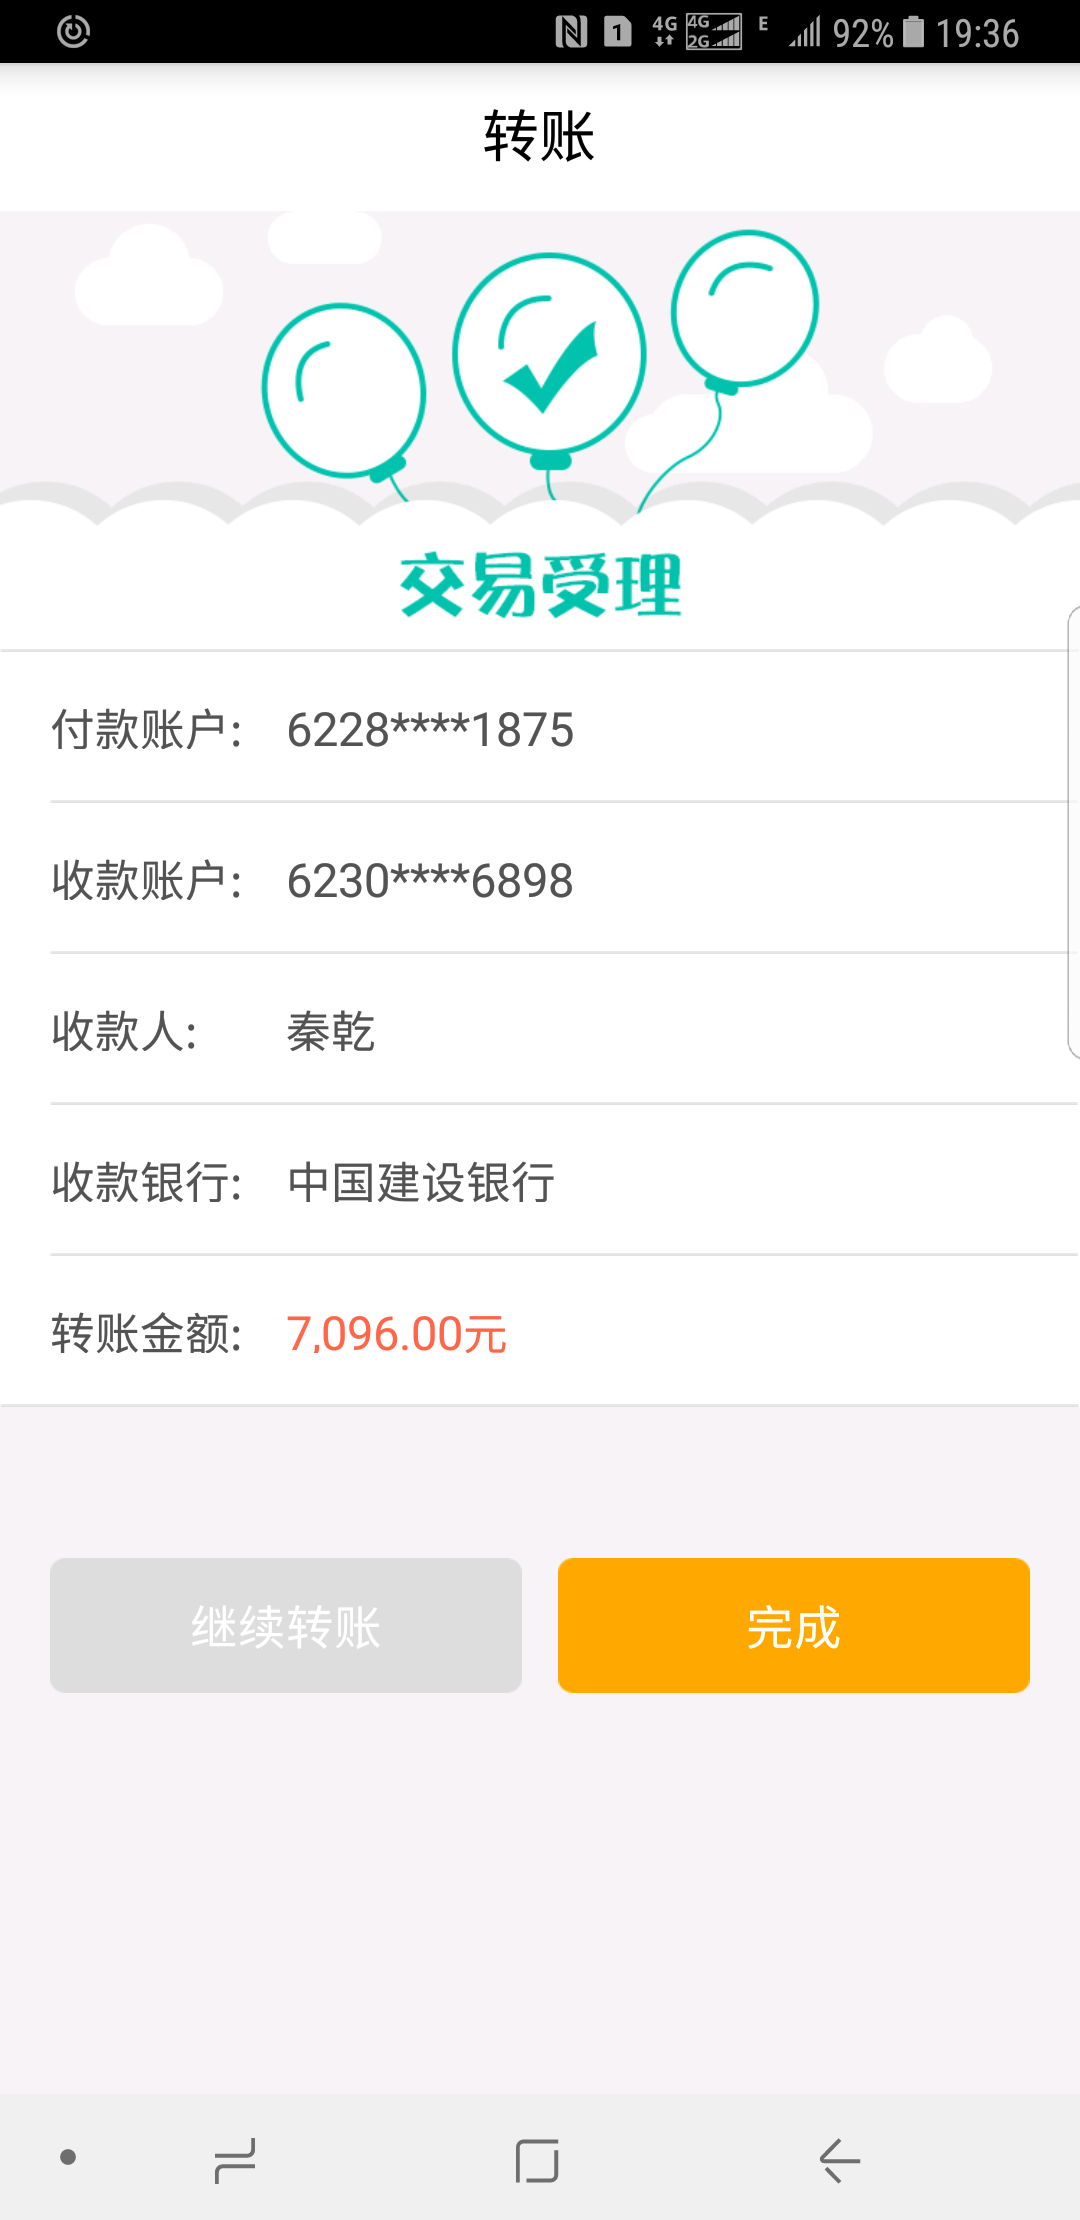 1 4G 4G 2G E 92% 19:36
转账
交易受理
付款账户: 6228****1875
收款账户: 6230****6898
收款人: 秦乾
收款银行: 中国建设银行
转账金额: 7,096.00元
继续转账 完成